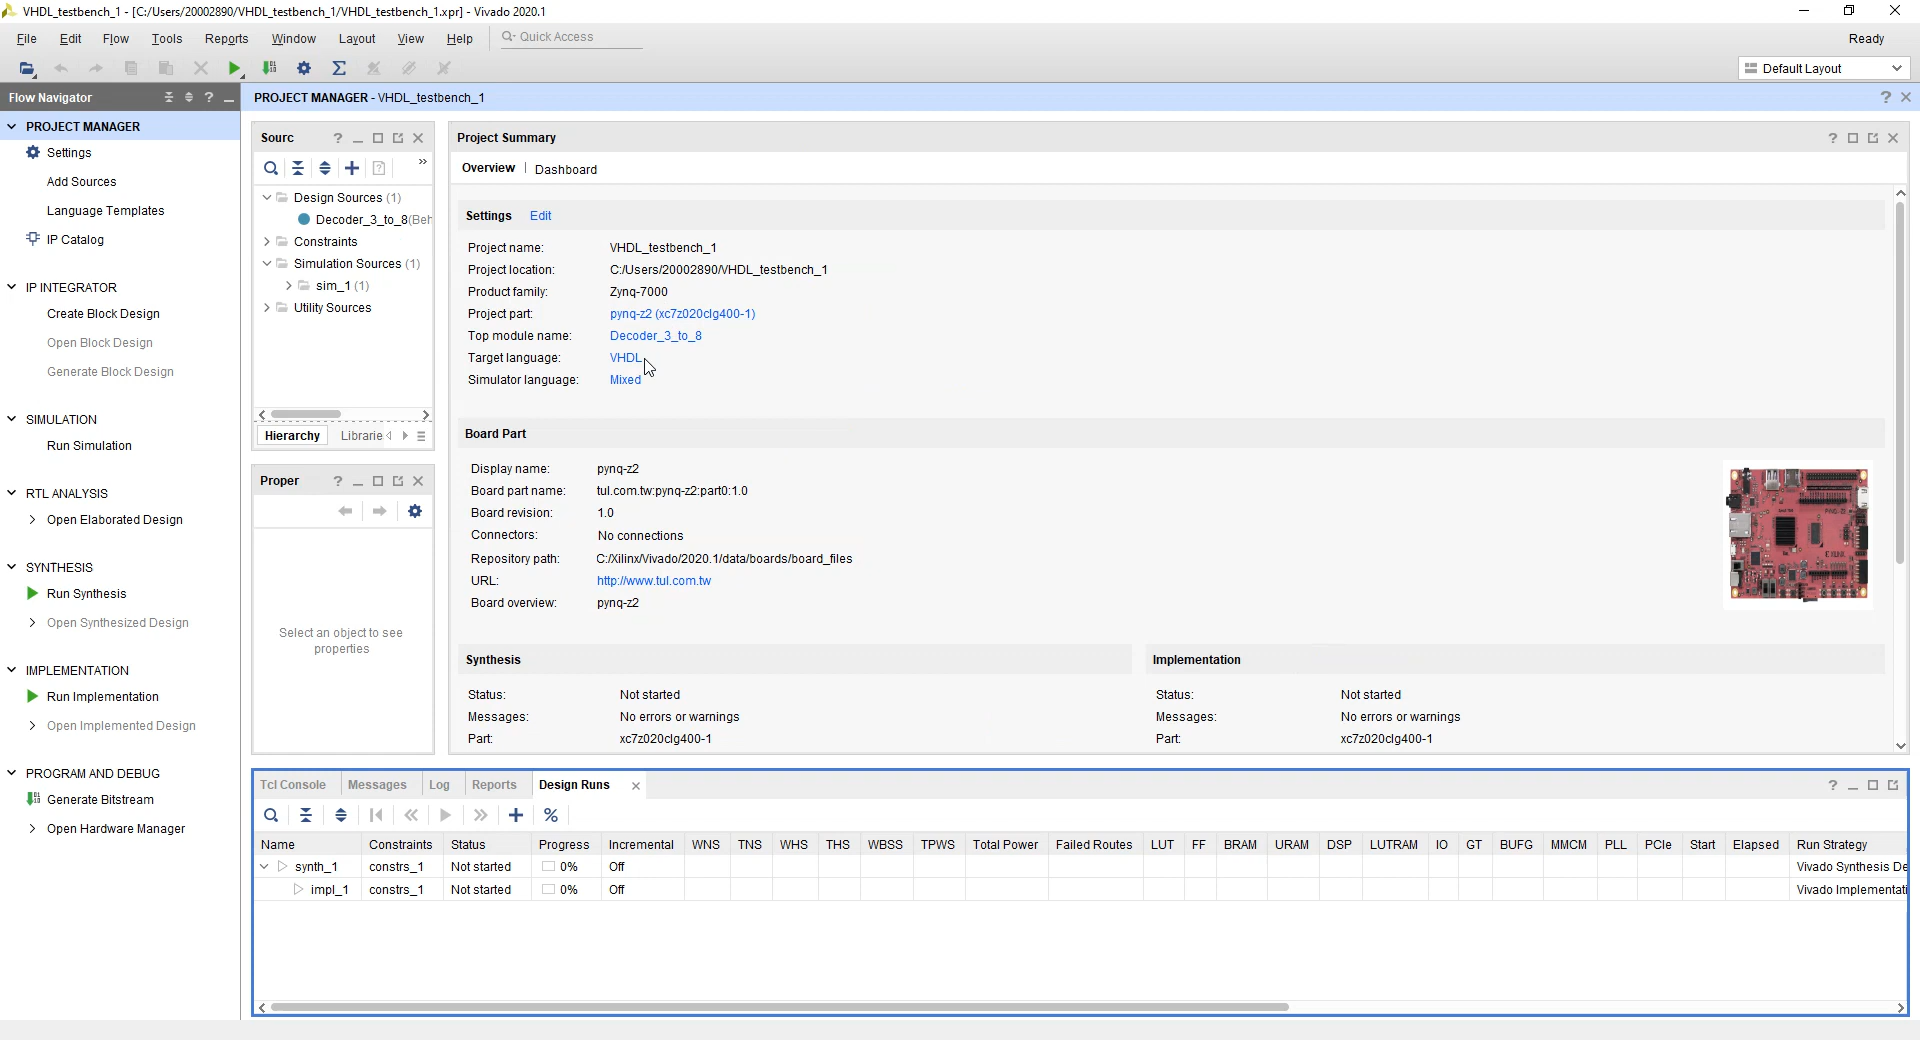 VHDL_testbench_1 - [C:/Users/20002890/VHDL_testbench_1/VHDL_testbench_1.xpr] - Vivado 2020.1
File Edit Flow Tools Reports Window Layout View Help Quick Access Ready
Default Layout
Flow Navigator
PROJECT MANAGER
Settings
Add Sources
Language Templates
IP Catalog
IP INTEGRATOR
Create Block Design
Open Block Design
Generate Block Design
SIMULATION
Run Simulation
RTL ANALYSIS
Open Elaborated Design
SYNTHESIS
Run Synthesis
Open Synthesized Design
IMPLEMENTATION
Run Implementation
Open Implemented Design
PROGRAM AND DEBUG
Generate Bitstream
Open Hardware Manager
PROJECT MANAGER - VHDL_testbench_1
Sourc
Design Sources (1)
Decoder_3_to_8(Beh
Constraints
Simulation Sources (1)
sim_1 (1)
Utility Sources
Hierarchy Librarie
Proper
Select an object to see
properties
Project Summary
Overview Dashboard
Settings Edit
Project name: VHDL_testbench_1
Project location: C:/Users/20002890/VHDL_testbench_1
Product family: Zynq-7000
Project part: pynq-z2 (xc7z020clg400-1)
Top module name: Decoder_3_to_8
Target language: VHDL
Simulator language: Mixed
Board Part
Display name: pynq-z2
Board part name: tul.com.tw:pynq-z2:part0:1.0
Board revision: 1.0
Connectors: No connections
Repository path: C:/Xilinx/Vivado/2020.1/data/boards/board_files
URL: http://www.tul.com.tw
Board overview: pynq-z2
Synthesis
Status: Not started
Messages: No errors or warnings
Part: xc7z020clg400-1
Implementation
Status: Not started
Messages: No errors or warnings
Part: xc7z020clg400-1
Tcl Console Messages Log Reports Design Runs
Name Constraints Status Progress Incremental WNS TNS WHS THS WBSS TPWS Total Power Failed Routes LUT FF BRAM URAM DSP LUTRAM IO GT BUFG MMCM PLL PCIe Start Elapsed Run Strategy
synth_1 constrs_1 Not started 0% Off Vivado Synthesis De
impl_1 constrs_1 Not started 0% Off Vivado Implementati